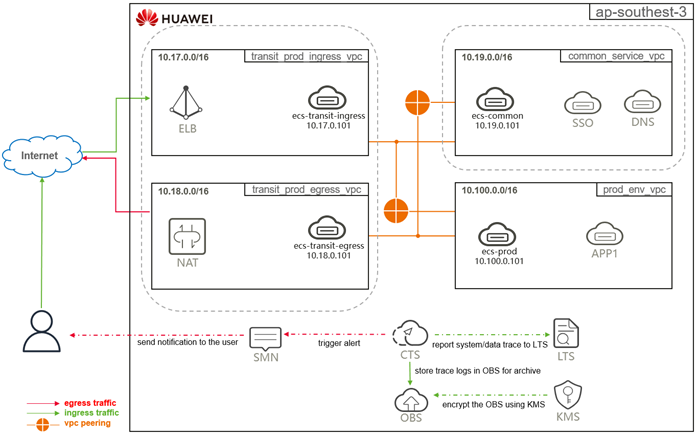 HUAWEI
ap-southest-3
10.17.0.0/16
transit_prod_ingress_vpc
ELB
ecs-transit-ingress
10.17.0.101
10.19.0.0/16
common_service_vpc
ecs-common
10.19.0.101
SSO
DNS
Internet
10.18.0.0/16
transit_prod_egress_vpc
NAT
ecs-transit-egress
10.18.0.101
10.100.0.0/16
prod_env_vpc
ecs-prod
10.100.0.101
APP1
send notification to the user
SMN
trigger alert
CTS
report system/data trace to LTS
LTS
store trace logs in OBS for archive
OBS
encrypt the OBS using KMS
KMS
egress traffic
ingress traffic
vpc peering